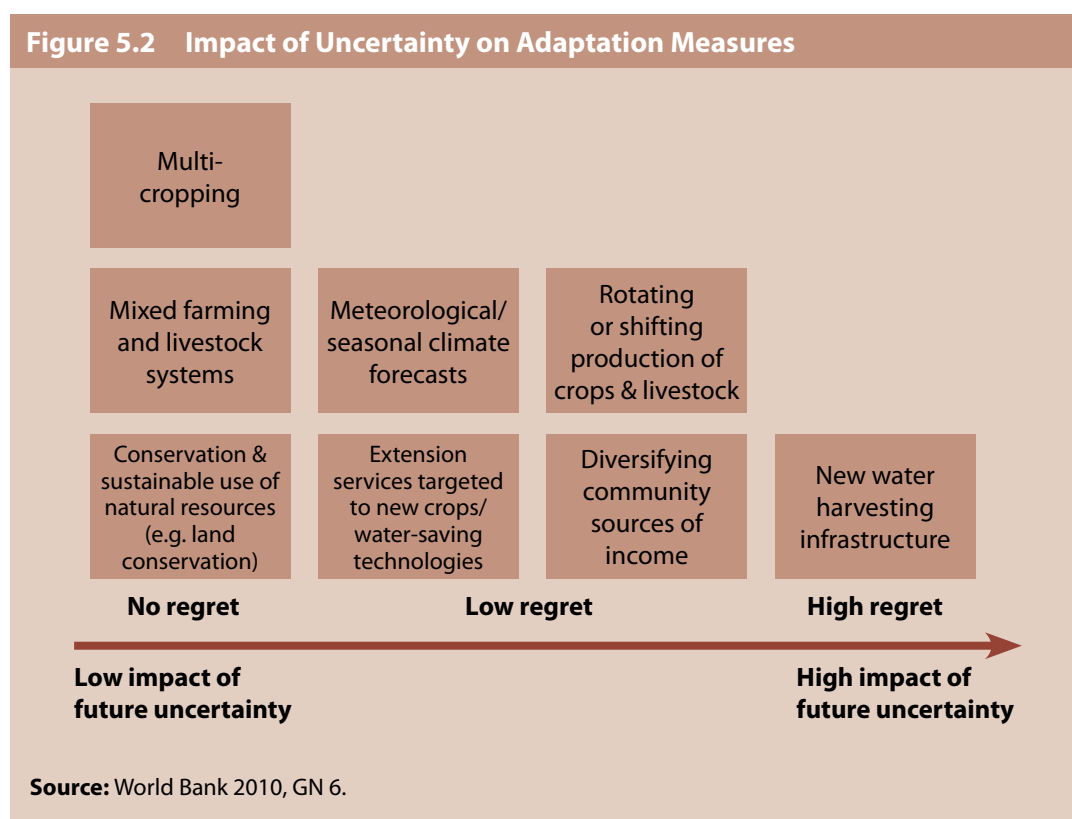 Figure 5.2 Impact of Uncertainty on Adaptation Measures
Multi-
cropping
Mixed farming
and livestock
systems
Meteorological/
seasonal climate
forecasts
Rotating
or shifting
production of
crops & livestock
Conservation &
sustainable use of
natural resources
(e.g. land
conservation)
Extension
services targeted
to new crops/
water-saving
technologies
Diversifying
community
sources of
income
New water
harvesting
infrastructure
No regret
Low regret
High regret
Low impact of
future uncertainty
High impact of
future uncertainty
Source: World Bank 2010, GN 6.